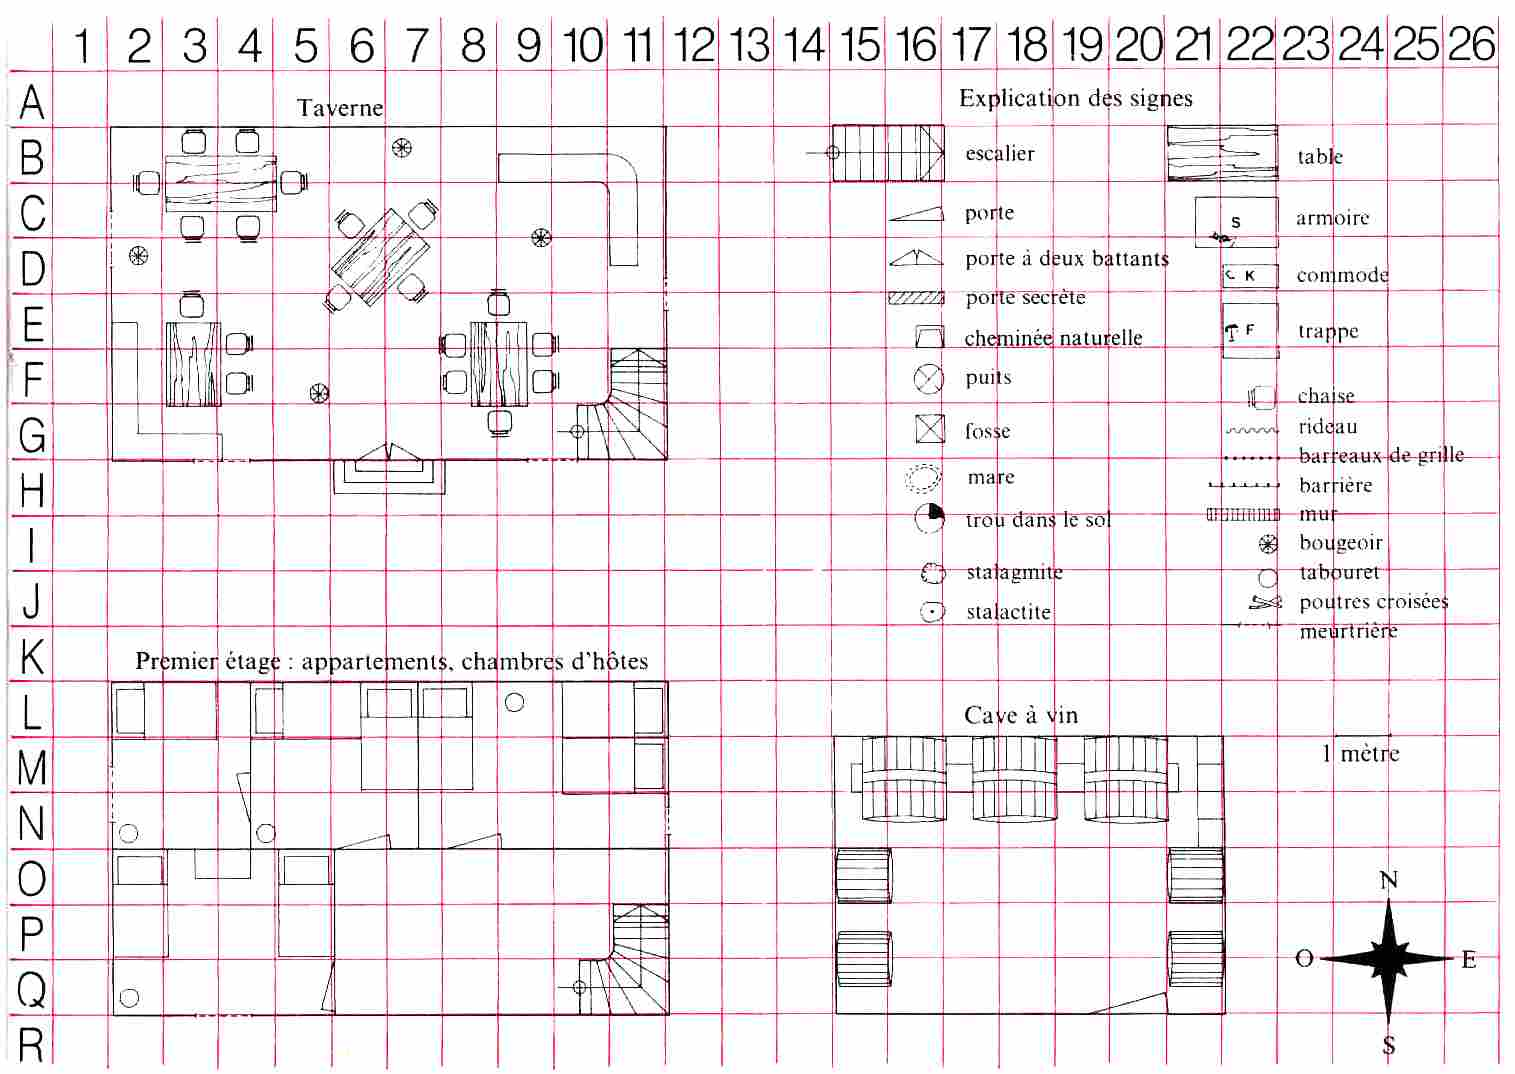 1 2 3 4 5 6 7 8 9 10 11 12 13 14 15 16 17 18 19 20 21 22 23 24 25 26
A
B
C
D
E
F
G
H
I
J
K
L
M
N
O
P
Q
R
Taverne
Explication des signes
escalier
porte
porte à deux battants
porte secrète
cheminée naturelle
puits
fosse
mare
trou dans le sol
stalagmite
stalactite
table
S
armoire
K
commode
F
trappe
chaise
rideau
barreaux de grille
barrière
mur
bougeoir
tabouret
poutres croisées
meurtrière
Premier étage : appartements, chambres d'hôtes
Cave à vin
1 mètre
N
O
E
S